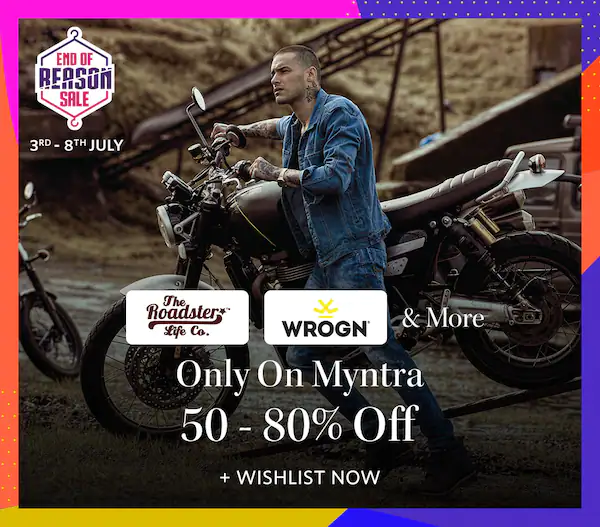 END OF
REASON
SALE
3RD - 8TH JULY
The
Roadster
Life Co.
WROGN
& More
Only On Myntra
50 - 80% Off
+ WISHLIST NOW